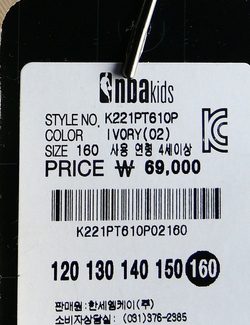 nbakids
STYLE NO. K221PT610P
COLOR IVORY(02)
SIZE 160 사용 연령 4세이상
PRICE ₩ 69,000
K221PT610P02160
120 130 140 150 160
판매원: 한세엠케이(주)
소비자상담실: (031)376-2385